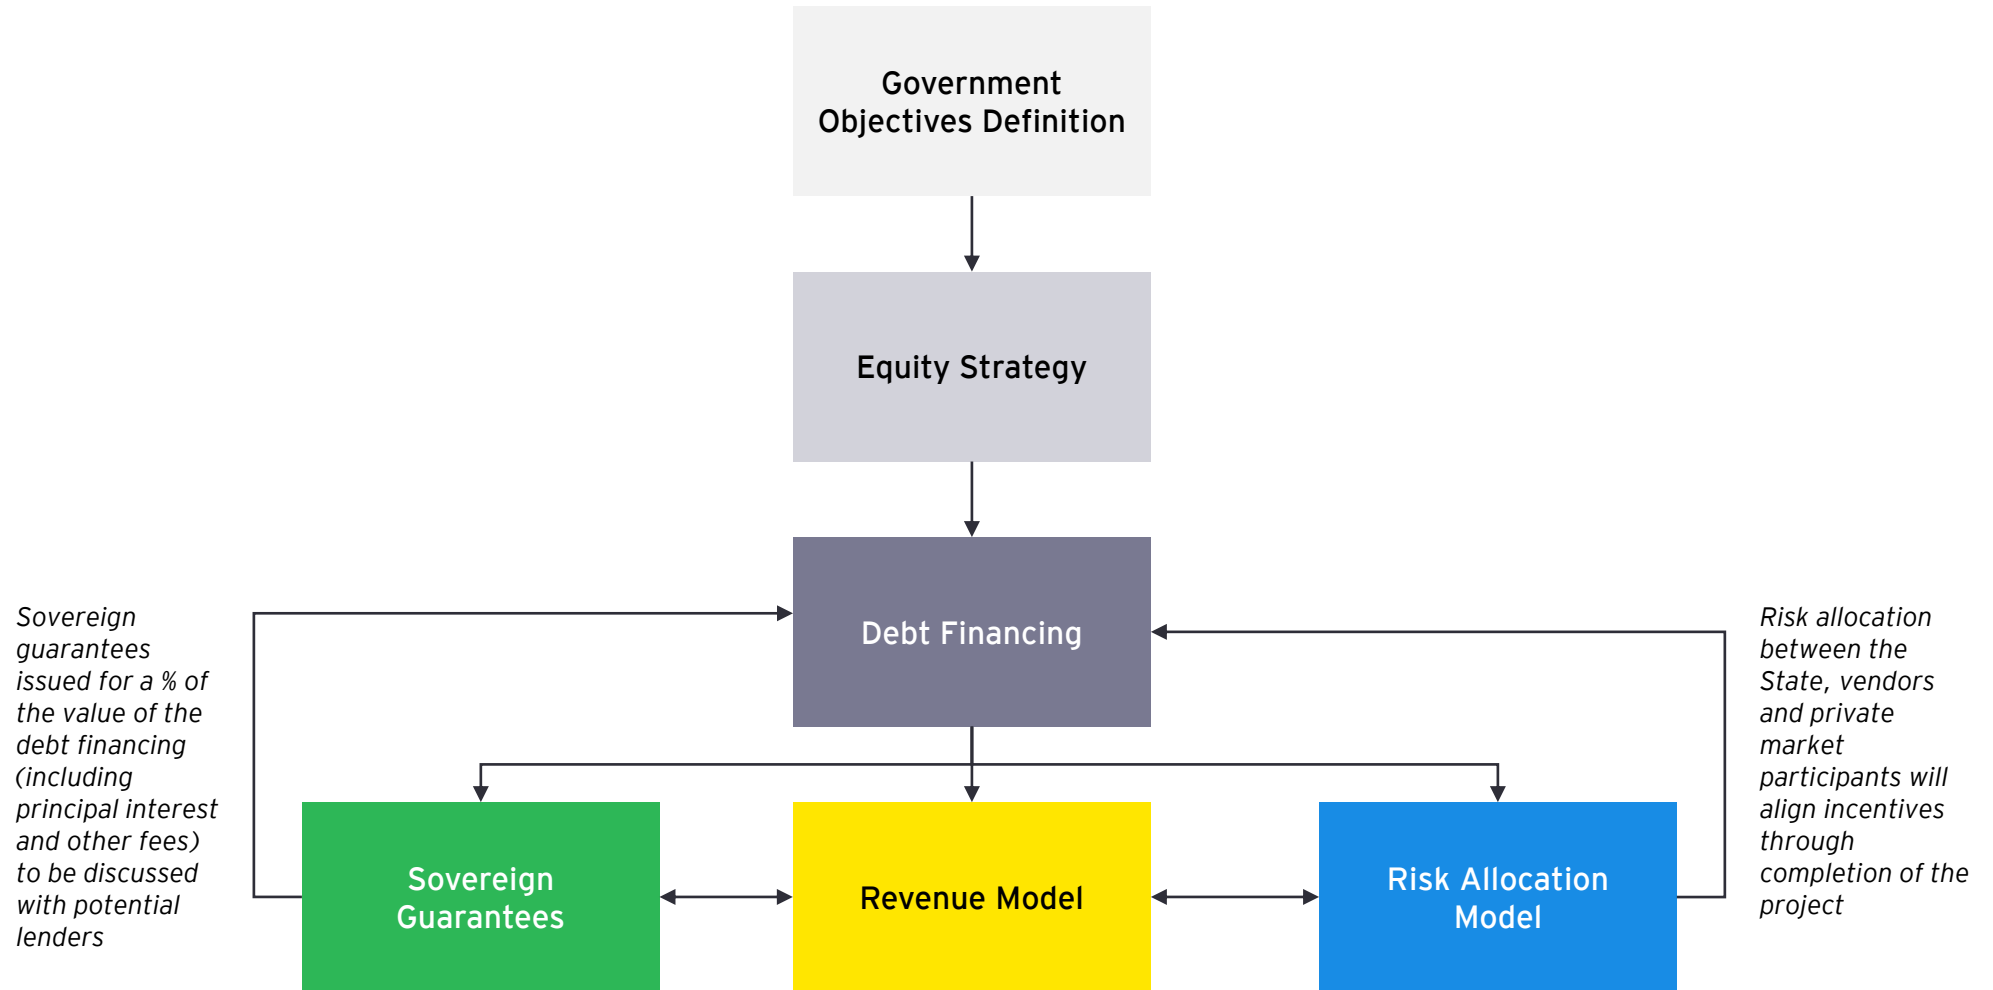 Government
Objectives Definition
Equity Strategy
Debt Financing
Sovereign
guarantees
issued for a % of
the value of the
debt financing
(including
principal interest
and other fees)
to be discussed
with potential
lenders
Risk allocation
between the
State, vendors
and private
market
participants will
align incentives
through
completion of the
project
Sovereign
Guarantees
Revenue Model
Risk Allocation
Model